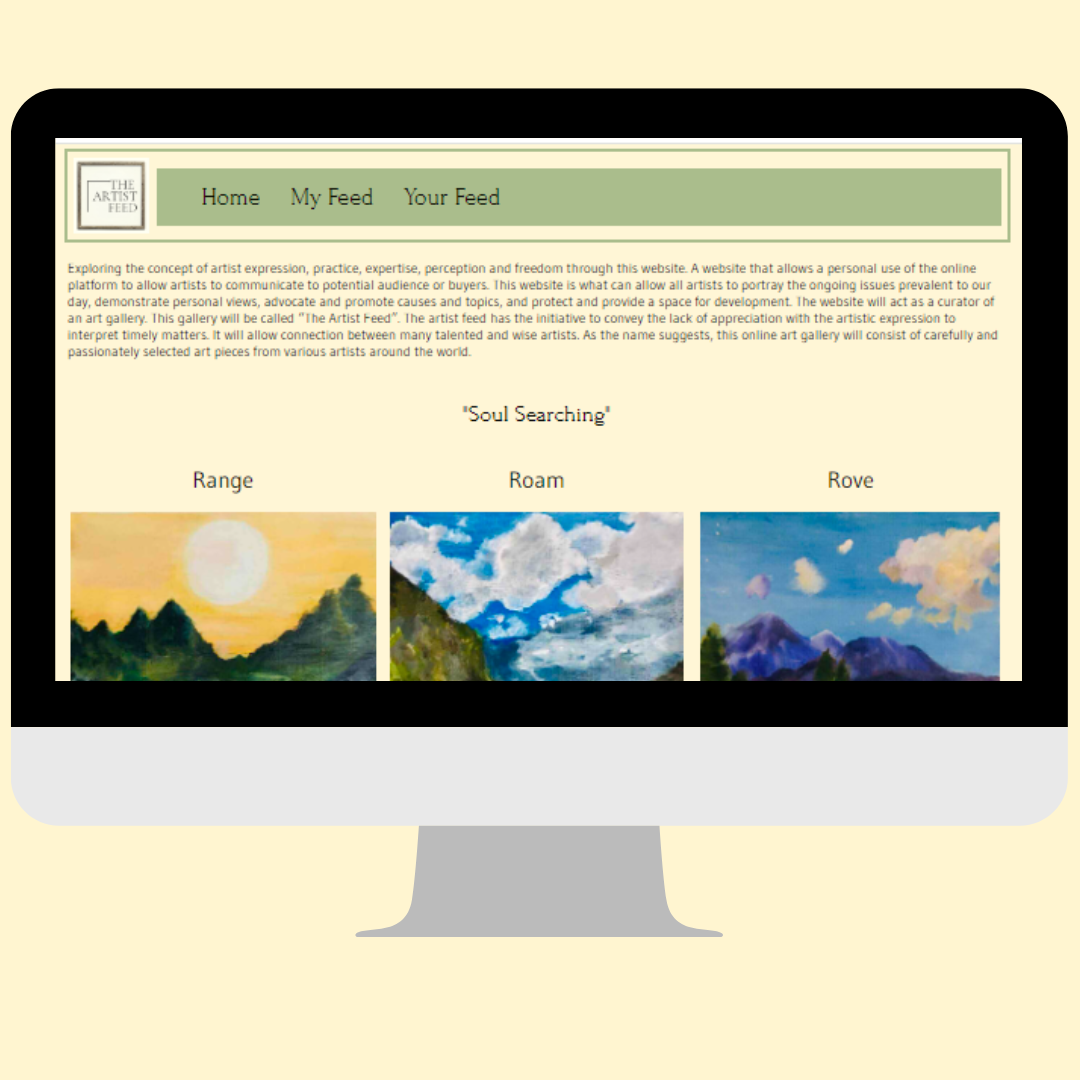 THE
ARTIST
FEED
Home My Feed Your Feed
Exploring the concept of artist expression, practice, expertise, perception and freedom through this website. A website that allows a personal use of the online
platform to allow artists to communicate to potential audience or buyers. This website is what can allow all artists to portray the ongoing issues prevalent to our
day, demonstrate personal views, advocate and promote causes and topics, and protect and provide a space for development. The website will act as a curator of
an art gallery. This gallery will be called “The Artist Feed”. The artist feed has the initiative to convey the lack of appreciation with the artistic expression to
interpret timely matters. It will allow connection between many talented and wise artists. As the name suggests, this online art gallery will consist of carefully and
passionately selected art pieces from various artists around the world.
"Soul Searching"
Range Roam Rove